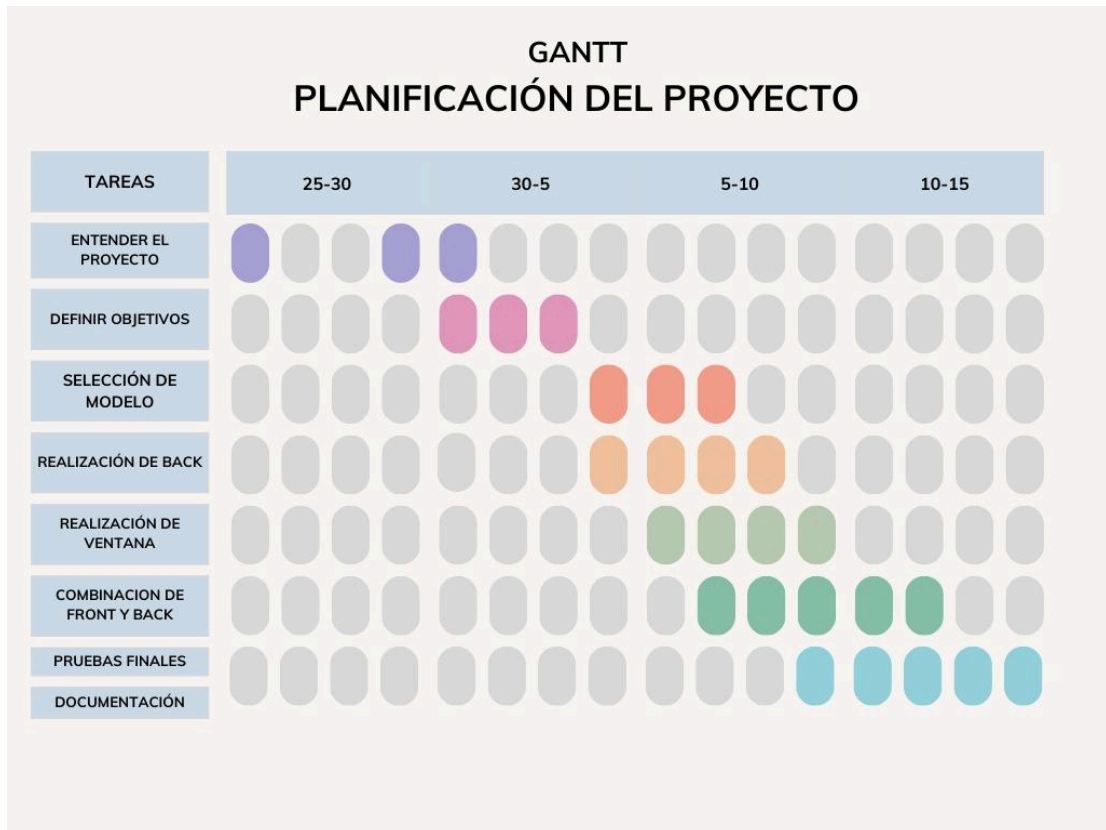 GANTT
PLANIFICACIÓN DEL PROYECTO
TAREAS
25-30
30-5
5-10
10-15
ENTENDER EL
PROYECTO
DEFINIR OBJETIVOS
SELECCIÓN DE
MODELO
REALIZACIÓN DE BACK
REALIZACIÓN DE
VENTANA
COMBINACION DE
FRONT Y BACK
PRUEBAS FINALES
DOCUMENTACIÓN